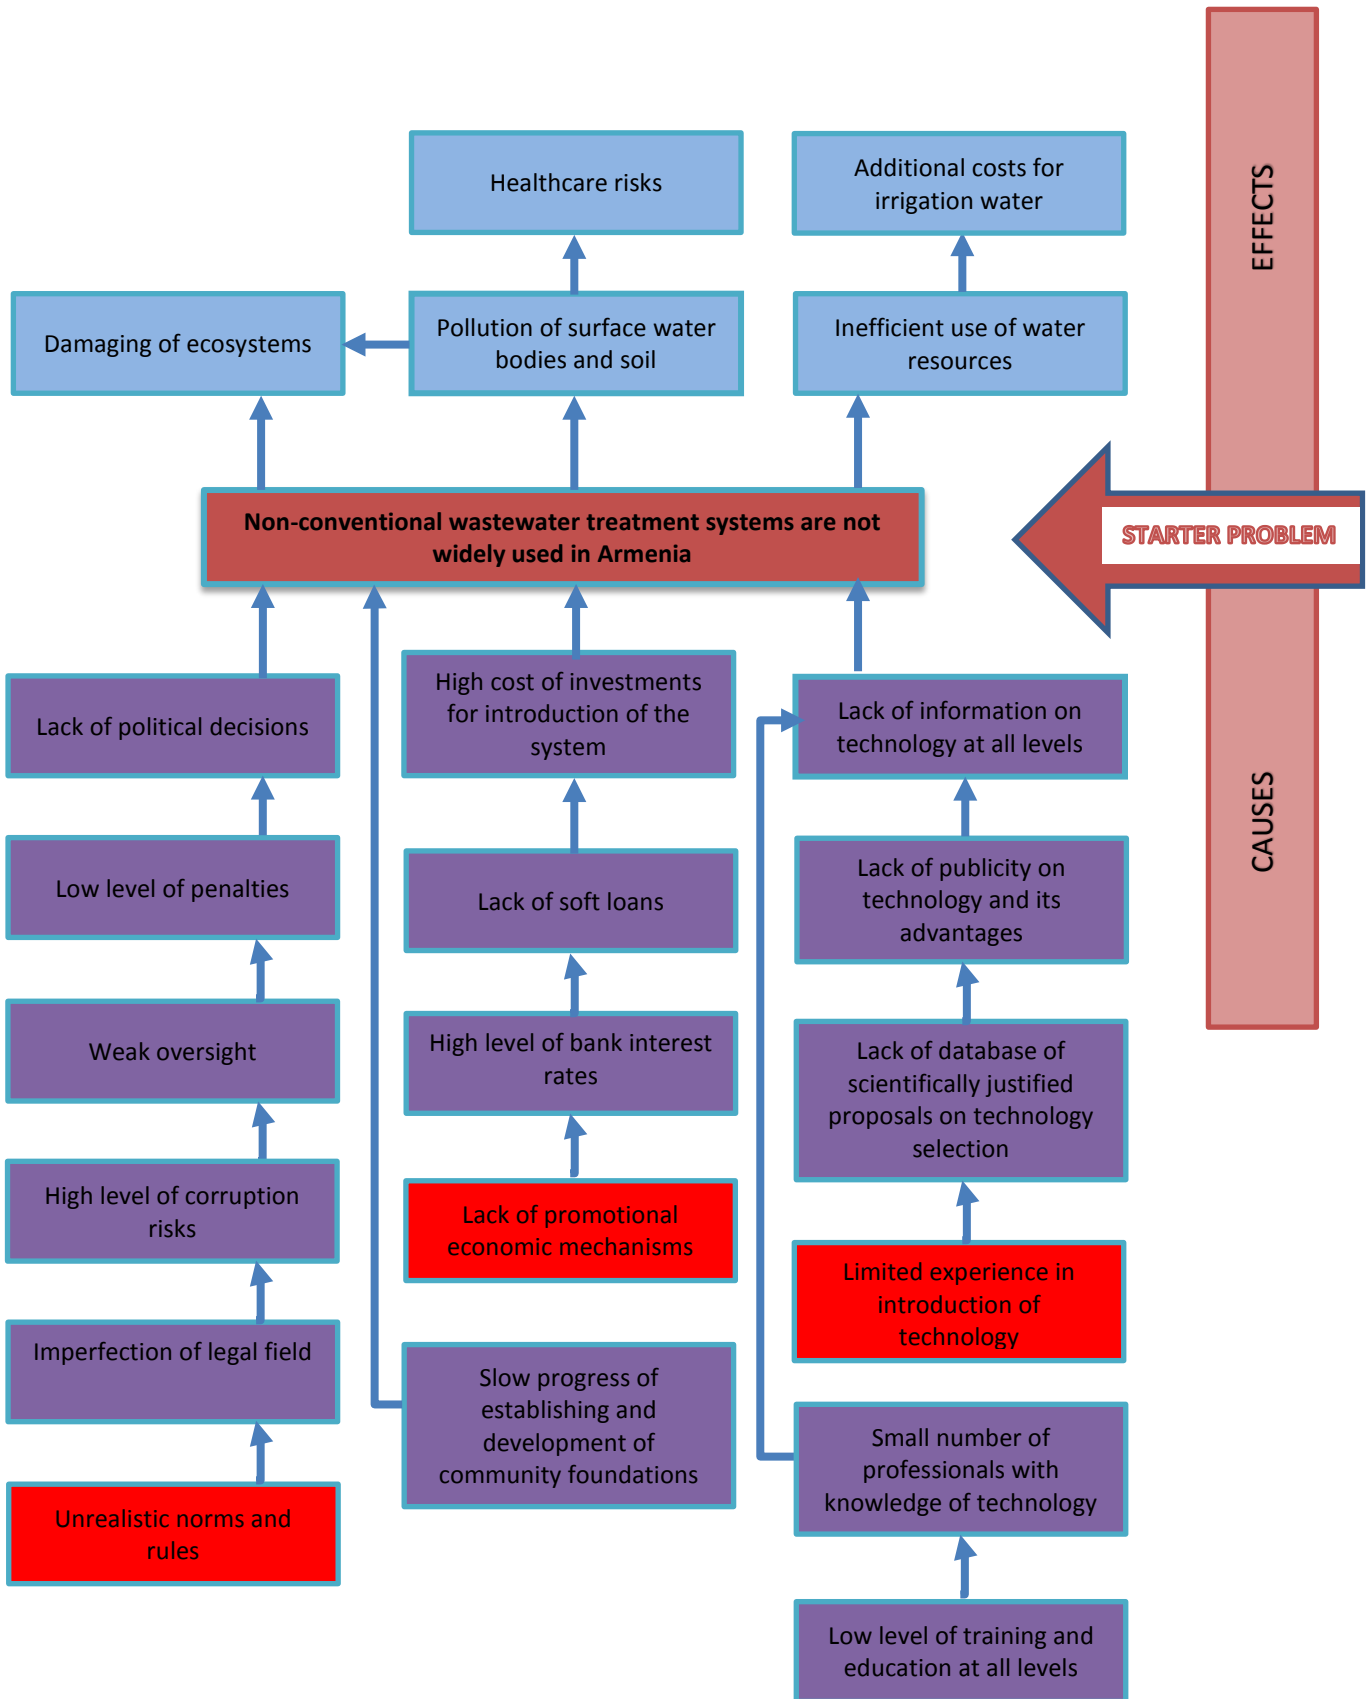 Healthcare risks
Additional costs for
irrigation water
EFFECTS
Damaging of ecosystems
Pollution of surface water
bodies and soil
Inefficient use of water
resources
Non-conventional wastewater treatment systems are not
widely used in Armenia
STARTER PROBLEM
Lack of political decisions
High cost of investments
for introduction of the
system
Lack of information on
technology at all levels
CAUSES
Low level of penalties
Lack of soft loans
Lack of publicity on
technology and its
advantages
Weak oversight
High level of bank interest
rates
Lack of database of
scientifically justified
proposals on technology
selection
High level of corruption
risks
Lack of promotional
economic mechanisms
Limited experience in
introduction of
technology
Imperfection of legal field
Slow progress of
establishing and
development of
community foundations
Small number of
professionals with
knowledge of technology
Unrealistic norms and
rules
Low level of training and
education at all levels